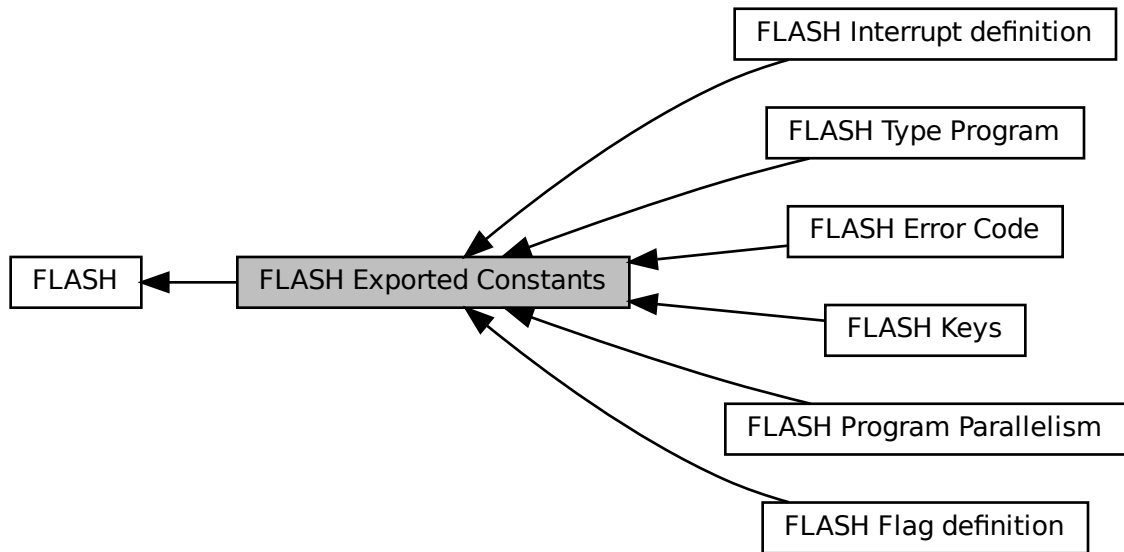 FLASH Interrupt definition
FLASH Type Program
FLASH Error Code
FLASH
FLASH Exported Constants
FLASH Keys
FLASH Program Parallelism
FLASH Flag definition